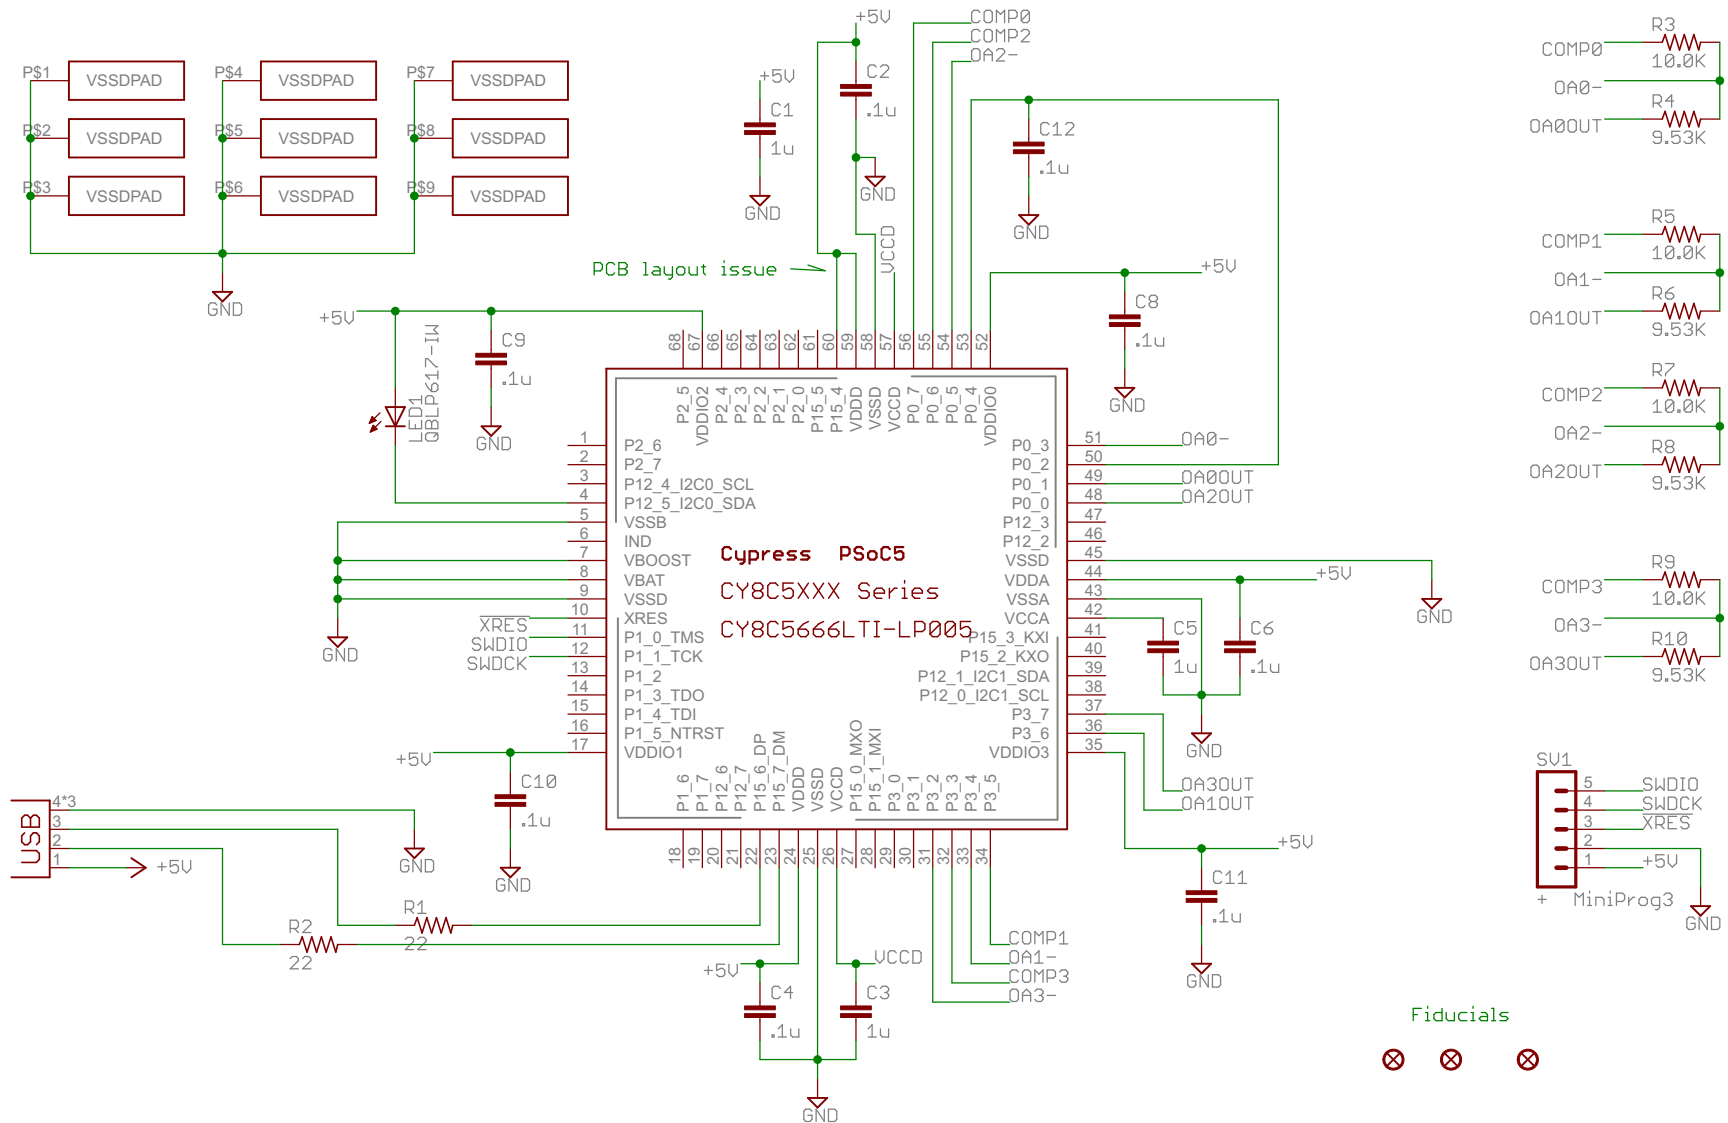 P$1 VSSDPAD
P$2 VSSDPAD
P$3 VSSDPAD
P$4 VSSDPAD
P$5 VSSDPAD
P$6 VSSDPAD
P$7 VSSDPAD
P$8 VSSDPAD
P$9 VSSDPAD
GND
+5V
C1
1u
GND
+5V
C2
.1u
GND
VCCD
PCB layout issue
COMP0
COMP2
OA2-
C12
.1u
GND
+5V
C8
.1u
GND
+5V
C9
.1u
GND
LED1
QBLP617-IW
68 67 66 65 64 63 62 61 60 59 58 57 56 55 54 53 52
P2_5
VDDIO2
P2_4
P2_3
P2_2
P2_1
P2_0
P15_5
P15_4
VDDD
VSSD
VCCD
P0_7
P0_6
P0_5
P0_4
VDDIO0
1 P2_6
2 P2_7
3 P12_4_I2C0_SCL
4 P12_5_I2C0_SDA
5 VSSB
6 IND
7 VBOOST
8 VBAT
9 VSSD
10 XRES
11 P1_0_TMS
12 P1_1_TCK
13 P1_2
14 P1_3_TDO
15 P1_4_TDI
16 P1_5_NTRST
17 VDDIO1
GND
XRES
SWDIO
SWDCK
Cypress PSoC5
CY8C5XXX Series
CY8C5666LTI-LP005
P0_3 51 OA0-
P0_2 50
P0_1 49 OA0OUT
P0_0 48 OA2OUT
P12_3 47
P12_2 46
VSSD 45
VDDA 44 +5V
VSSA 43
VCCA 42
P15_3_KXI 41
P15_2_KXO 40
P12_1_I2C1_SDA 39
P12_0_I2C1_SCL 38
P3_7 37
P3_6 36
VDDIO3 35
GND
C5
1u
C6
.1u
GND
OA3OUT
OA1OUT
+5V
C11
.1u
GND
P1_6
P1_7
P12_6
P12_7
P15_6_DP
P15_7_DM
VDDD
VSSD
VCCD
P15_0_MXO
P15_1_MXI
P3_0
P3_1
P3_2
P3_3
P3_4
P3_5
18 19 20 21 22 23 24 25 26 27 28 29 30 31 32 33 34
+5V
C10
.1u
GND
USB
4*3
3
2
1
+5V
GND
R1
22
R2
22
+5V
C4
.1u
VCCD
C3
1u
GND
COMP1
OA1-
COMP3
OA3-
COMP0
R3
10.0K
OA0-
R4
OA0OUT
9.53K
R5
COMP1
10.0K
OA1-
R6
OA1OUT
9.53K
R7
COMP2
10.0K
OA2-
R8
OA2OUT
9.53K
R9
COMP3
10.0K
OA3-
R10
OA3OUT
9.53K
SV1
5 SWDIO
4 SWDCK
3 XRES
2
1 +5V
+ MiniProg3
GND
Fiducials